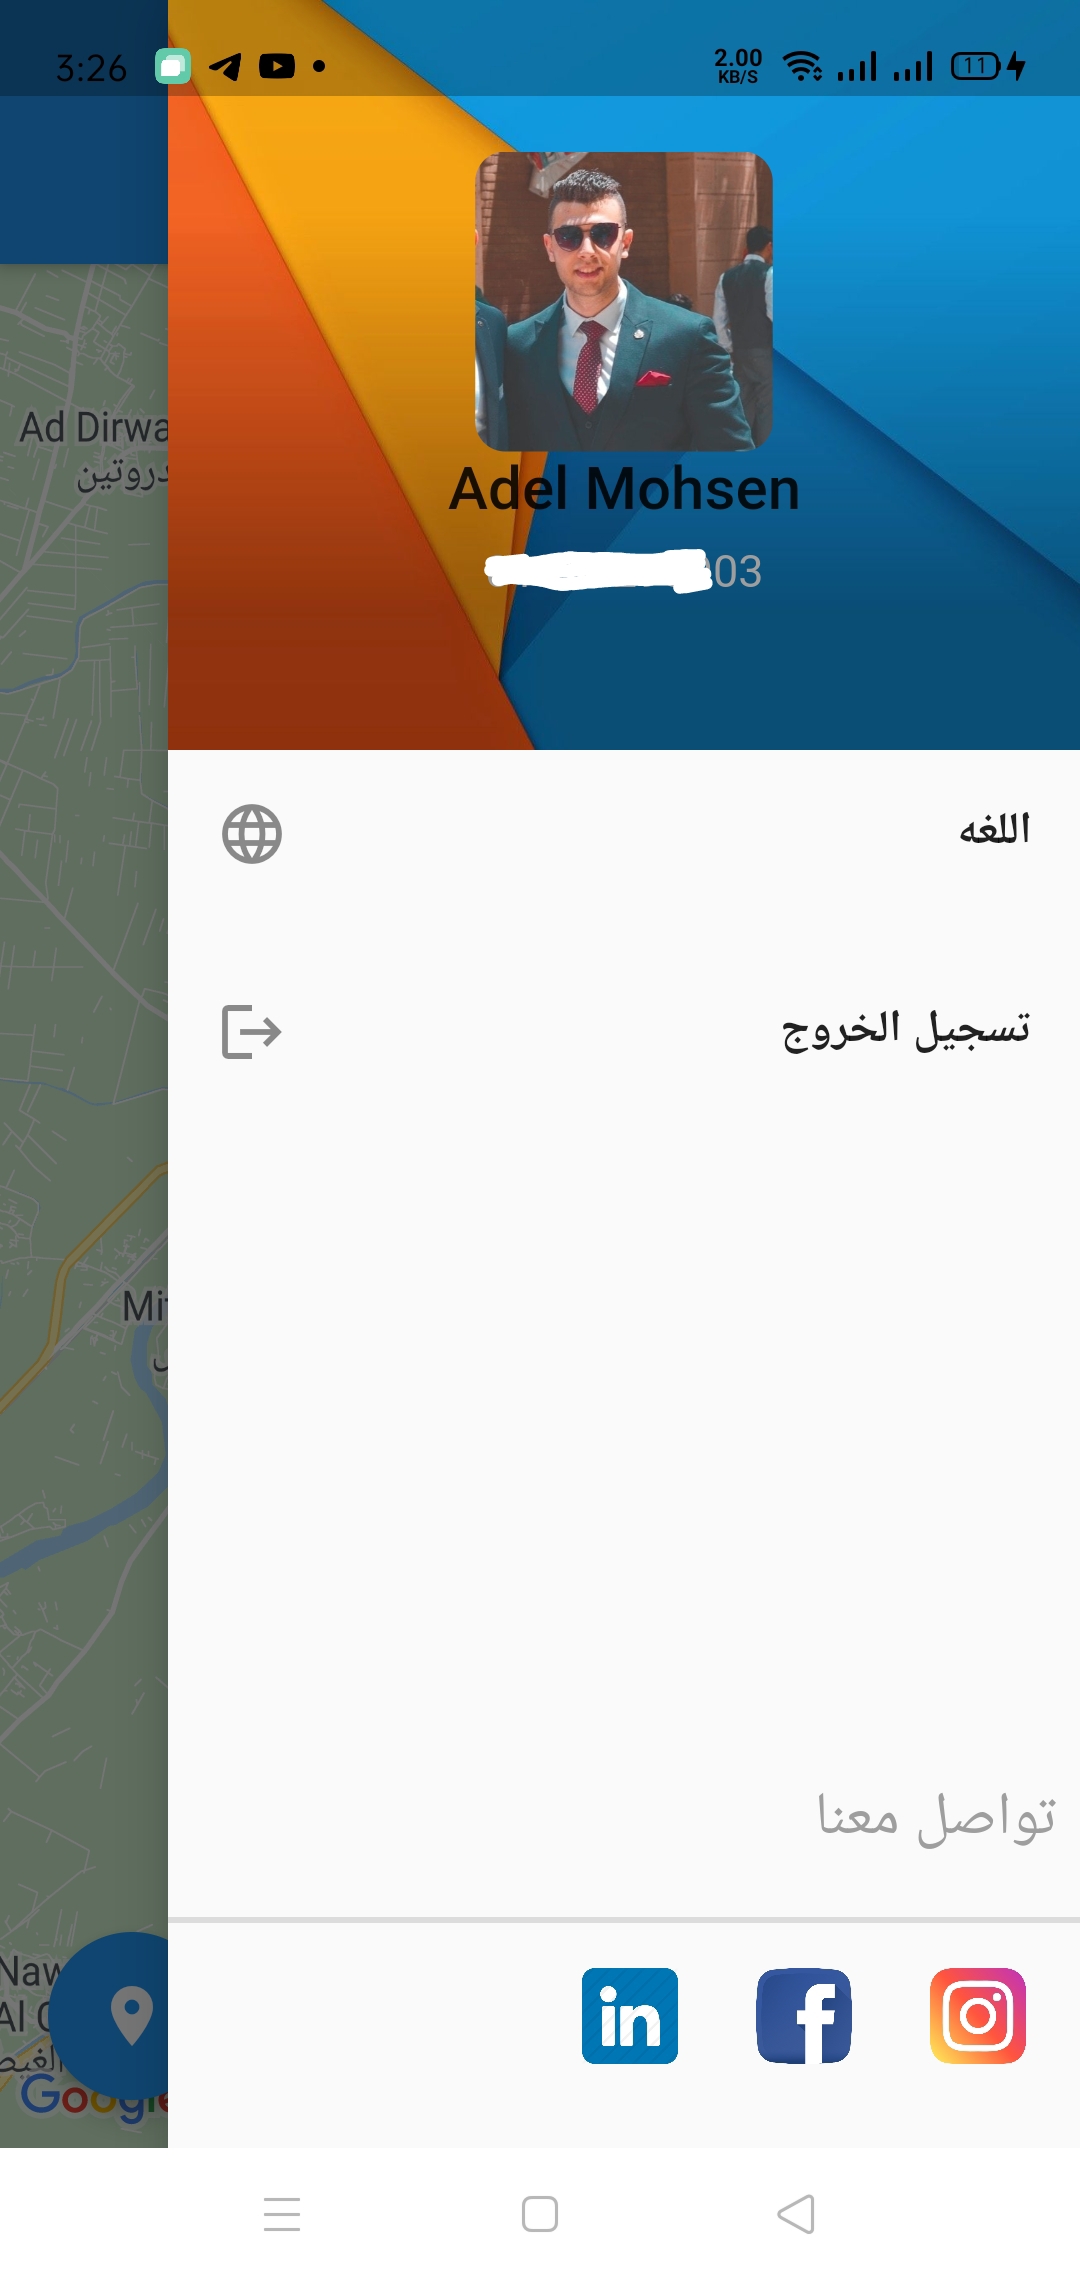 3:26
2.00
KB/S
11
Adel Mohsen
03
اللغه
تسجيل الخروج
تواصل معنا
in
f
Ad Dirwa
دروتين
Mi
Naw
Al
الغيط
Google